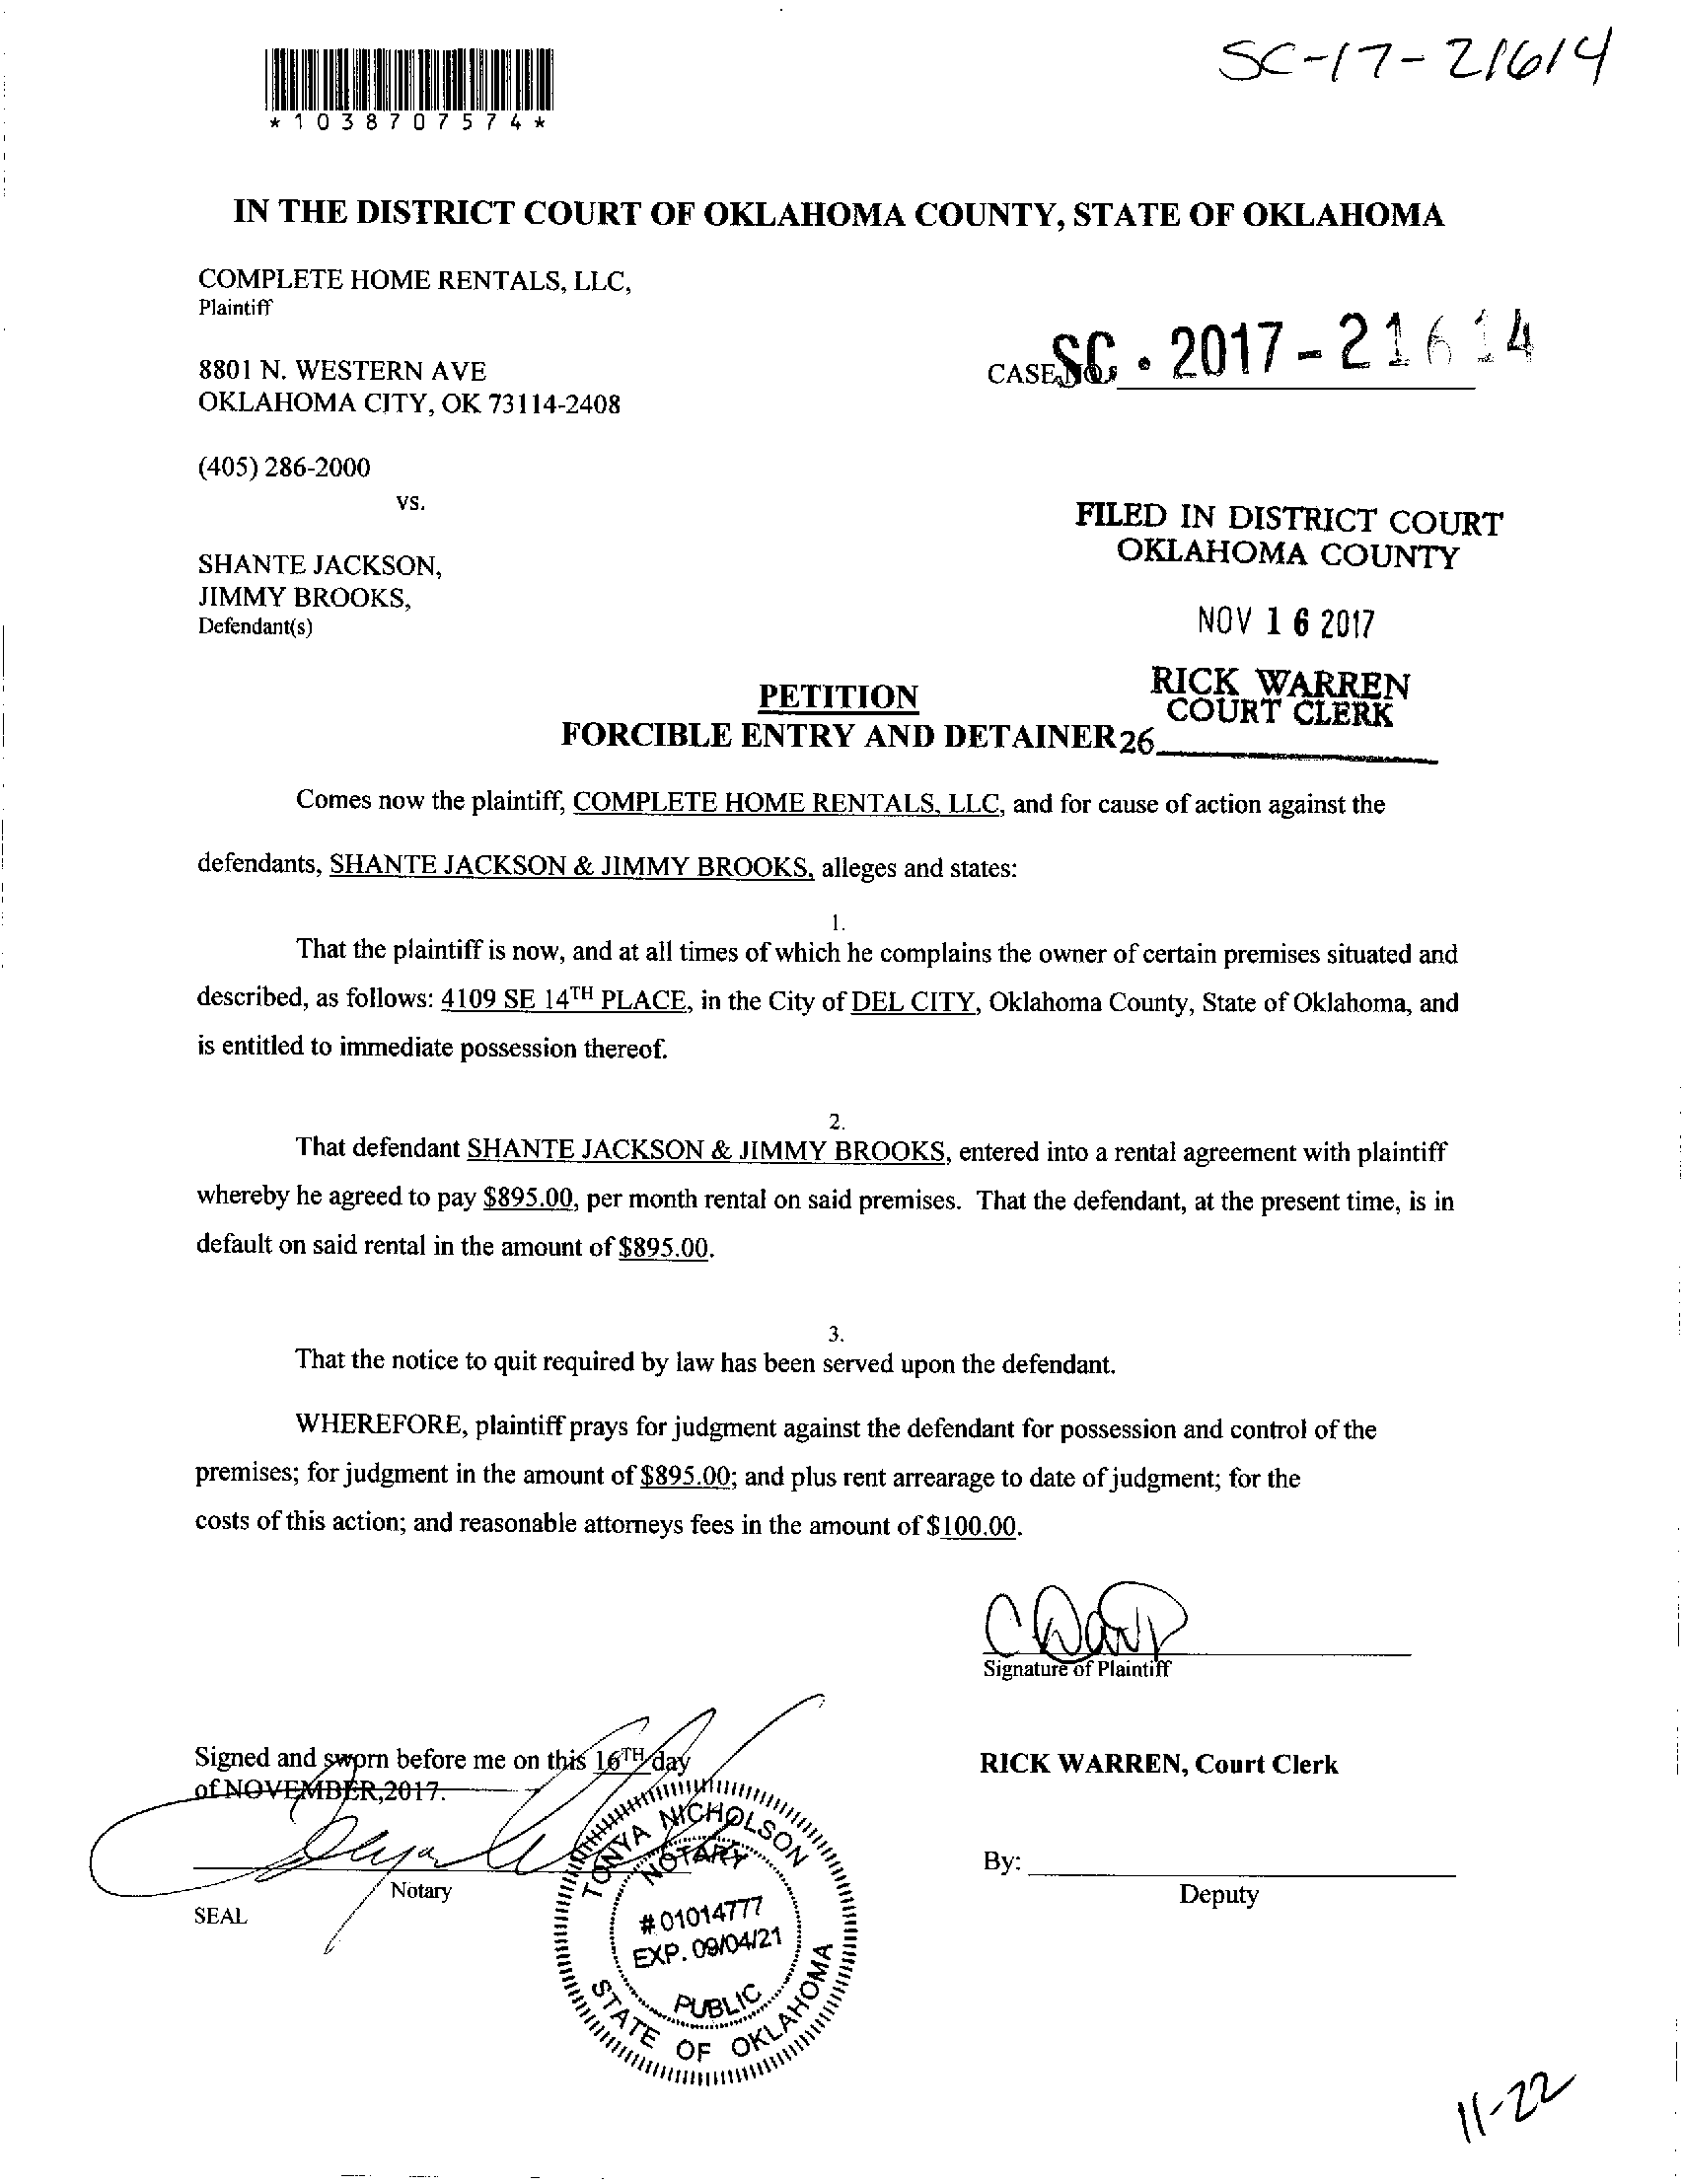 SC-17-21614
*1038707574*
IN THE DISTRICT COURT OF OKLAHOMA COUNTY, STATE OF OKLAHOMA
COMPLETE HOME RENTALS, LLC,
Plaintiff
8801 N. WESTERN AVE
OKLAHOMA CITY, OK 73114-2408
CASE NO. SC · 2017 - 21614
(405) 286-2000
vs.
SHANTE JACKSON,
JIMMY BROOKS,
Defendant(s)
FILED IN DISTRICT COURT
OKLAHOMA COUNTY
NOV 16 2017
RICK WARREN
COURT CLERK
26
PETITION
FORCIBLE ENTRY AND DETAINER
Comes now the plaintiff, COMPLETE HOME RENTALS, LLC, and for cause of action against the
defendants, SHANTE JACKSON & JIMMY BROOKS, alleges and states:
1.
That the plaintiff is now, and at all times of which he complains the owner of certain premises situated and
described, as follows: 4109 SE 14TH PLACE, in the City of DEL CITY, Oklahoma County, State of Oklahoma, and
is entitled to immediate possession thereof.
2.
That defendant SHANTE JACKSON & JIMMY BROOKS, entered into a rental agreement with plaintiff
whereby he agreed to pay $895.00, per month rental on said premises. That the defendant, at the present time, is in
default on said rental in the amount of $895.00.
3.
That the notice to quit required by law has been served upon the defendant.
WHEREFORE, plaintiff prays for judgment against the defendant for possession and control of the
premises; for judgment in the amount of $895.00; and plus rent arrearage to date of judgment; for the
costs of this action; and reasonable attorneys fees in the amount of $100.00.
Signature of Plaintiff
Signed and sworn before me on this 16TH day
of NOVEMBER,2017.
Notary
SEAL
TONYA NICHOLSON
NOTARY
#01014777
EXP. 09/04/21
PUBLIC
STATE OF OKLAHOMA
RICK WARREN, Court Clerk
By:
Deputy
11-22